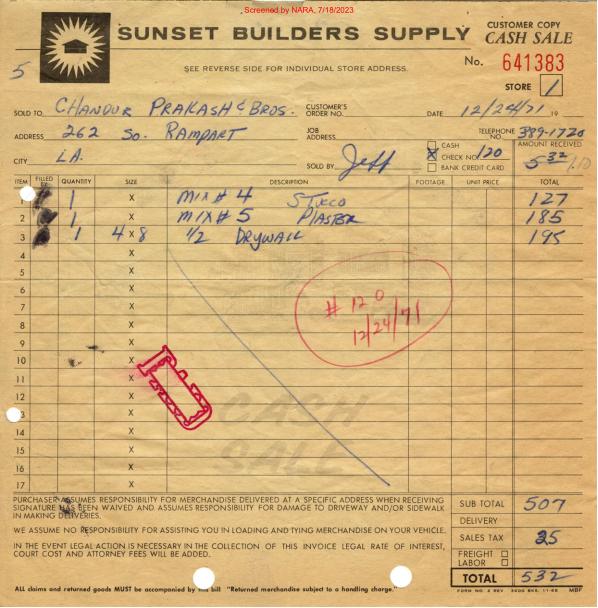 Screened by NARA, 7/18/2023
SUNSET BUILDERS SUPPLY
CUSTOMER COPY
CASH SALE
5
SEE REVERSE SIDE FOR INDIVIDUAL STORE ADDRESS.
No. 641383
STORE 1
SOLD TO CHANDUR PRAKASH & BROS. CUSTOMER'S ORDER NO. DATE 12/24/71 19
ADDRESS 262 So. RAMPART JOB ADDRESS TELEPHONE NO. 389-1720
CITY LA. SOLD BY Jeff CASH X CHECK NO. 120 BANK CREDIT CARD AMOUNT RECEIVED 5 32
ITEM FILLED BY QUANTITY SIZE DESCRIPTION FOOTAGE UNIT PRICE TOTAL
1 1 X MIX # 4 STUCCO 127
2 1 X MIX # 5 PLASTER 185
3 1 4 X 8 1/2 DRYWALL 195
4 X
5 X
6 X
7 X
8 X
9 X
10 X
11 X
12 X
13 X
14 X
15 X
16 X
17 X
# 120
12/24/71
CASH
SALE
PURCHASER ASSUMES RESPONSIBILITY FOR MERCHANDISE DELIVERED AT A SPECIFIC ADDRESS WHEN RECEIVING
SIGNATURE HAS BEEN WAIVED AND ASSUMES RESPONSIBILITY FOR DAMAGE TO DRIVEWAY AND/OR SIDEWALK
IN MAKING DELIVERIES.
WE ASSUME NO RESPONSIBILITY FOR ASSISTING YOU IN LOADING AND TYING MERCHANDISE ON YOUR VEHICLE.
IN THE EVENT LEGAL ACTION IS NECESSARY IN THE COLLECTION OF THIS INVOICE LEGAL RATE OF INTEREST,
COURT COST AND ATTORNEY FEES WILL BE ADDED.
SUB TOTAL 507
DELIVERY
SALES TAX 25
FREIGHT
LABOR
TOTAL 532
ALL claims and returned goods MUST be accompanied by this bill "Returned merchandise subject to a handling charge."
FORM NO. 2 REV. 11-68 MBF